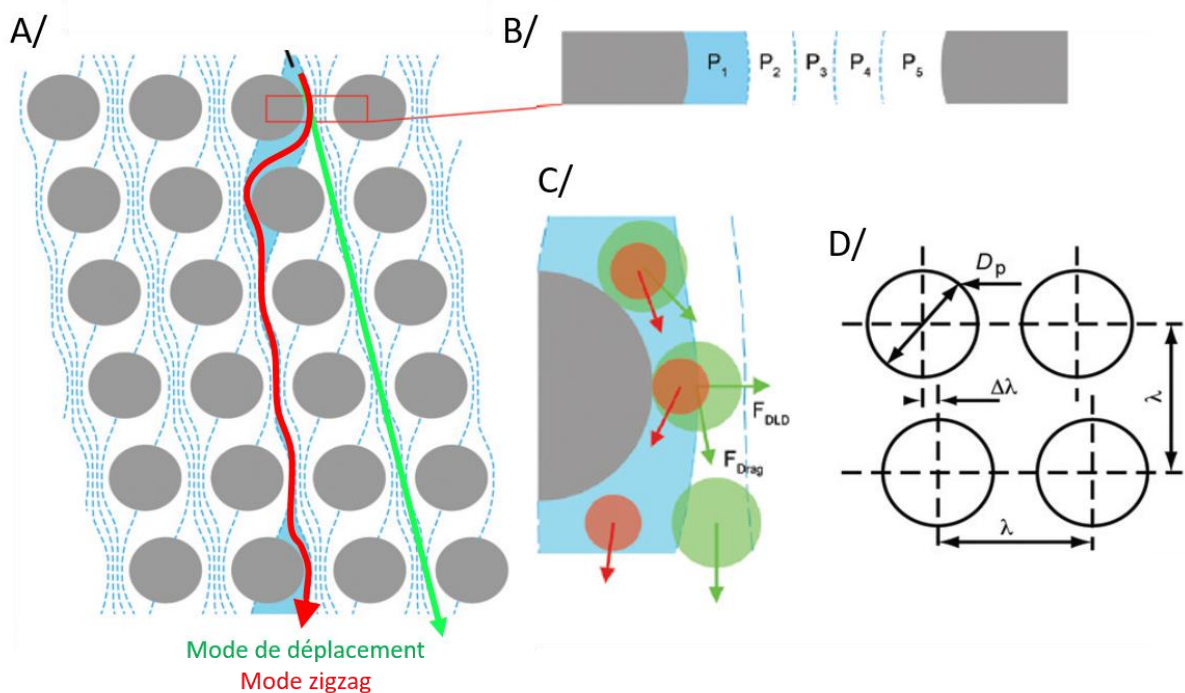 A/
B/
P1
P2
P3
P4
P5
C/
FDLD
FDrag
D/
Dp
Δλ
λ
λ
Mode de déplacement
Mode zigzag